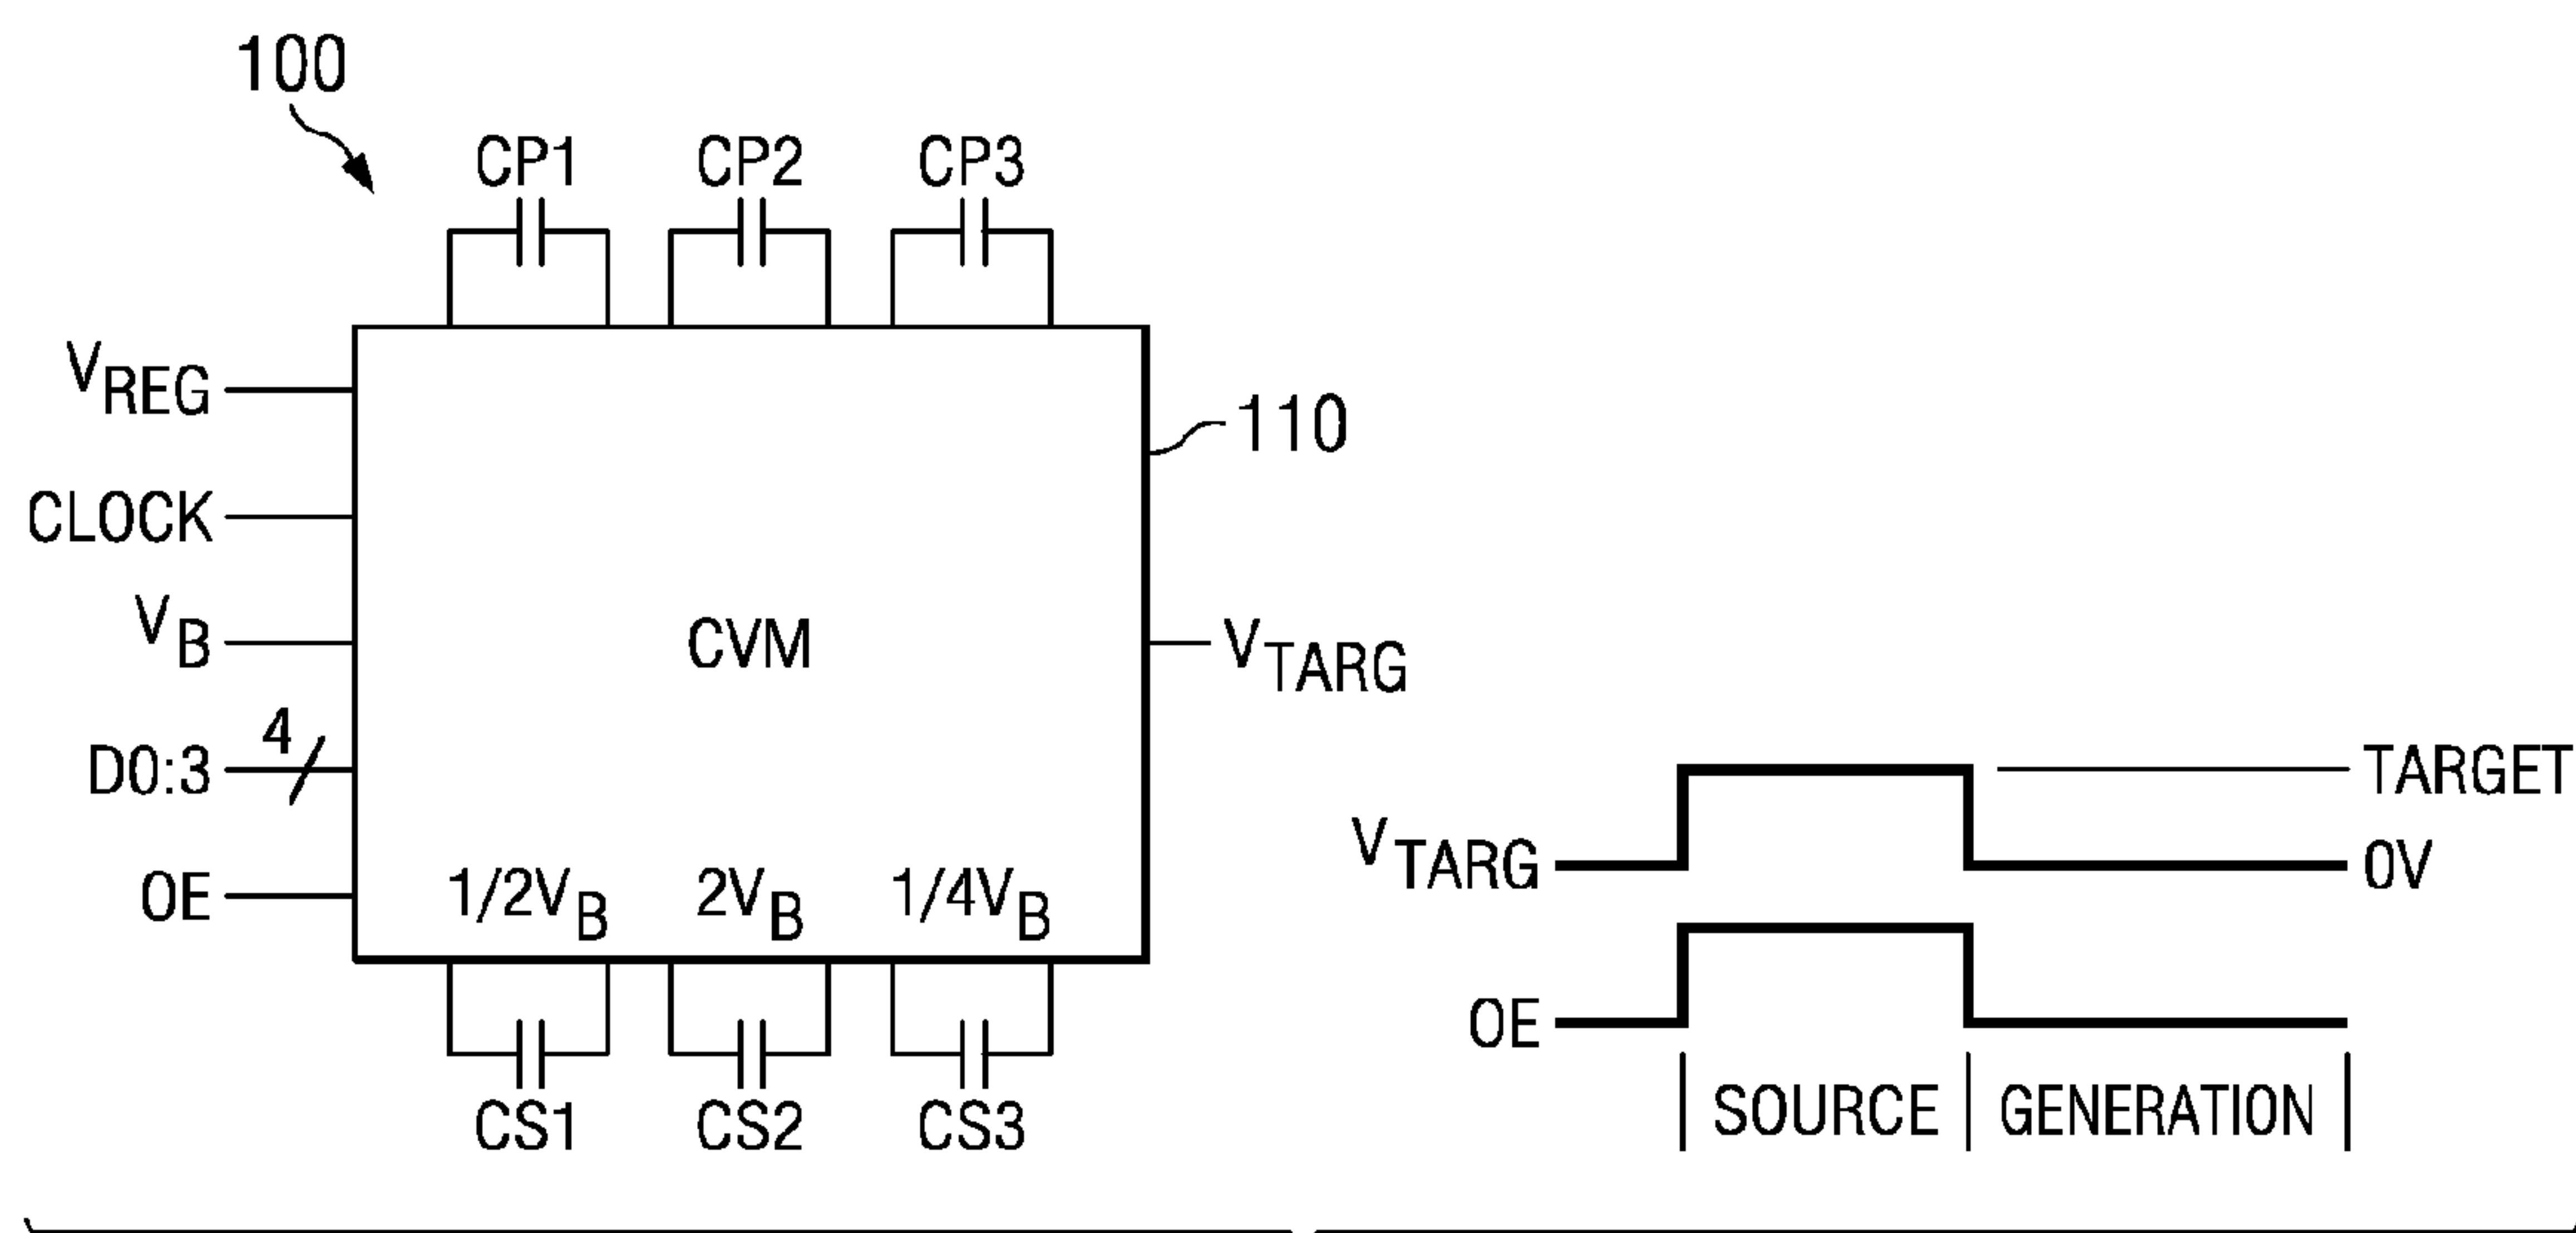 100
CP1 CP2 CP3
VREG
110
CLOCK
VB
CVM
VTARG
4
D0:3
TARGET
VTARG
0V
OE
1/2VB 2VB 1/4VB
OE
CS1 CS2 CS3
SOURCE GENERATION